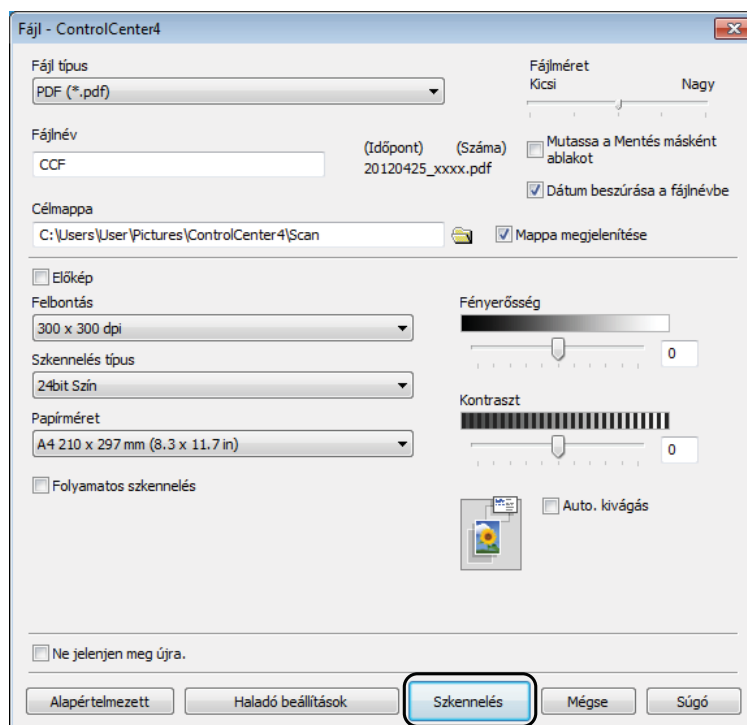 Fájl - ControlCenter4
Fájl típus
PDF (*.pdf)
Fájlméret
Kicsi Nagy
Fájlnév
CCF
(Időpont) (Száma)
20120425_xxxx.pdf
Mutassa a Mentés másként
ablakot
Dátum beszúrása a fájlnévbe
Célmappa
C:\Users\User\Pictures\ControlCenter4\Scan
Mappa megjelenítése
Előkép
Felbontás
300 x 300 dpi
Szkennelés típus
24bit Szín
Papírméret
A4 210 x 297 mm (8.3 x 11.7 in)
Folyamatos szkennelés
Fényerősség
0
Kontraszt
0
Auto. kivágás
Ne jelenjen meg újra.
Alapértelmezett Haladó beállítások Szkennelés Mégse Súgó